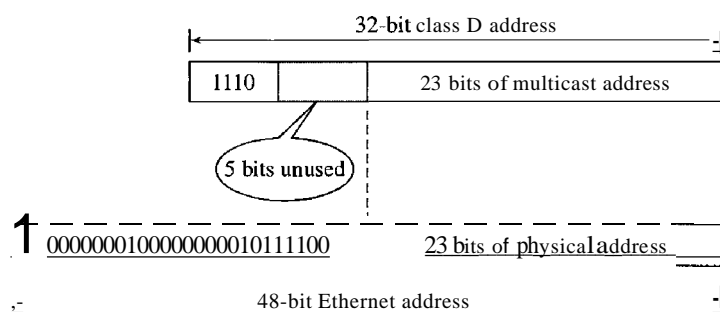 32-bit class D address
1110 23 bits of multicast address
5 bits unused
1 0000000100000000010111100 23 bits of physical address
,- 48-bit Ethernet address